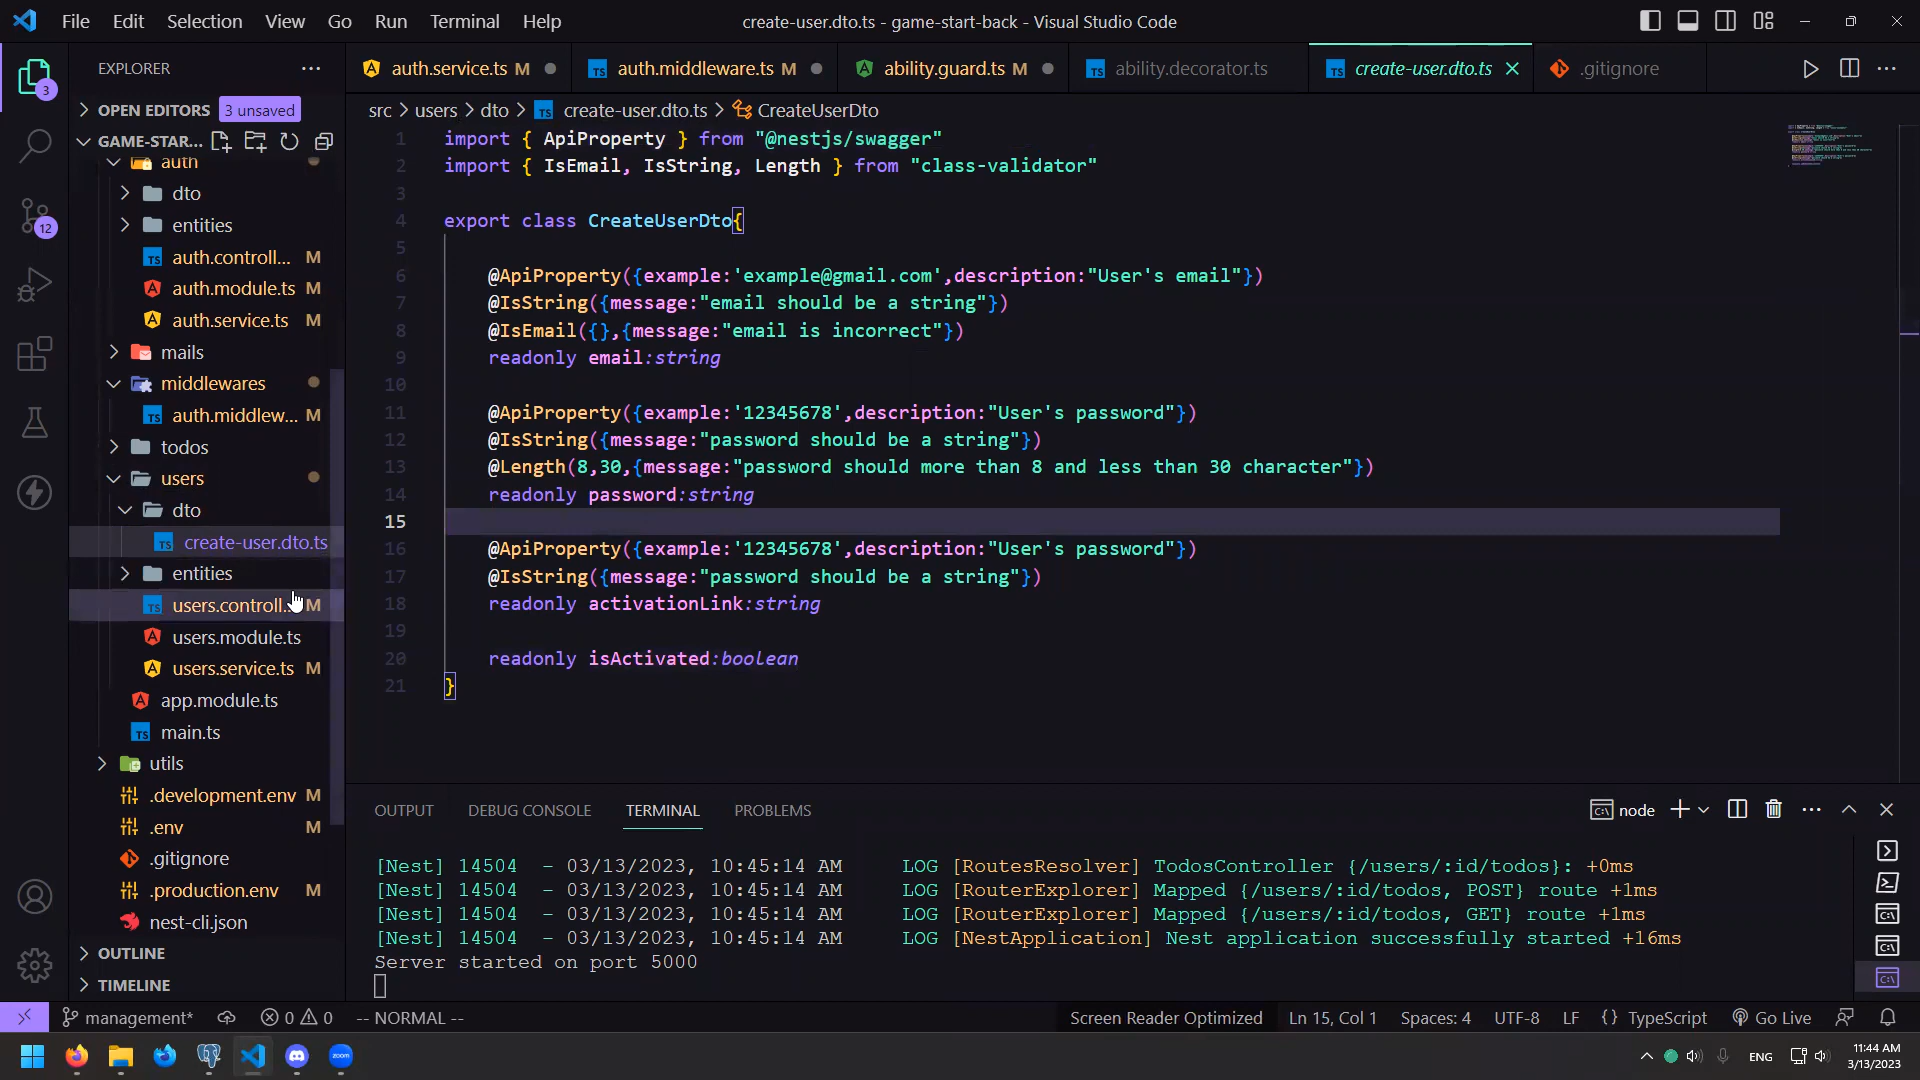 File Edit Selection View Go Run Terminal Help
create-user.dto.ts - game-start-back - Visual Studio Code
EXPLORER
auth.service.ts M
auth.middleware.ts M
ability.guard.ts M
ability.decorator.ts
create-user.dto.ts
.gitignore
3
OPEN EDITORS 3 unsaved
GAME-STAR...
auth
dto
entities
auth.controll... M
auth.module.ts M
auth.service.ts M
mails
middlewares
auth.middlew... M
todos
users
dto
create-user.dto.ts
entities
users.controll... M
users.module.ts
users.service.ts M
app.module.ts
main.ts
utils
.development.env M
.env M
.gitignore
.production.env M
nest-cli.json
OUTLINE
TIMELINE
12
src > users > dto > TS create-user.dto.ts > CreateUserDto
1 import { ApiProperty } from "@nestjs/swagger"
2 import { IsEmail, IsString, Length } from "class-validator"
3
4 export class CreateUserDto{
5
6 @ApiProperty({example:'example@gmail.com',description:"User's email"})
7 @IsString({message:"email should be a string"})
8 @IsEmail({},{message:"email is incorrect"})
9 readonly email:string
10
11 @ApiProperty({example:'12345678',description:"User's password"})
12 @IsString({message:"password should be a string"})
13 @Length(8,30,{message:"password should more than 8 and less than 30 character"})
14 readonly password:string
15
16 @ApiProperty({example:'12345678',description:"User's password"})
17 @IsString({message:"password should be a string"})
18 readonly activationLink:string
19
20 readonly isActivated:boolean
21 }
OUTPUT DEBUG CONSOLE TERMINAL PROBLEMS
node
[Nest] 14504 - 03/13/2023, 10:45:14 AM LOG [RoutesResolver] TodosController {/users/:id/todos}: +0ms
[Nest] 14504 - 03/13/2023, 10:45:14 AM LOG [RouterExplorer] Mapped {/users/:id/todos, POST} route +1ms
[Nest] 14504 - 03/13/2023, 10:45:14 AM LOG [RouterExplorer] Mapped {/users/:id/todos, GET} route +1ms
[Nest] 14504 - 03/13/2023, 10:45:14 AM LOG [NestApplication] Nest application successfully started +16ms
Server started on port 5000
management* 0 0 -- NORMAL --
Screen Reader Optimized Ln 15, Col 1 Spaces: 4 UTF-8 LF {} TypeScript Go Live
zoom
ENG
11:44 AM
3/13/2023